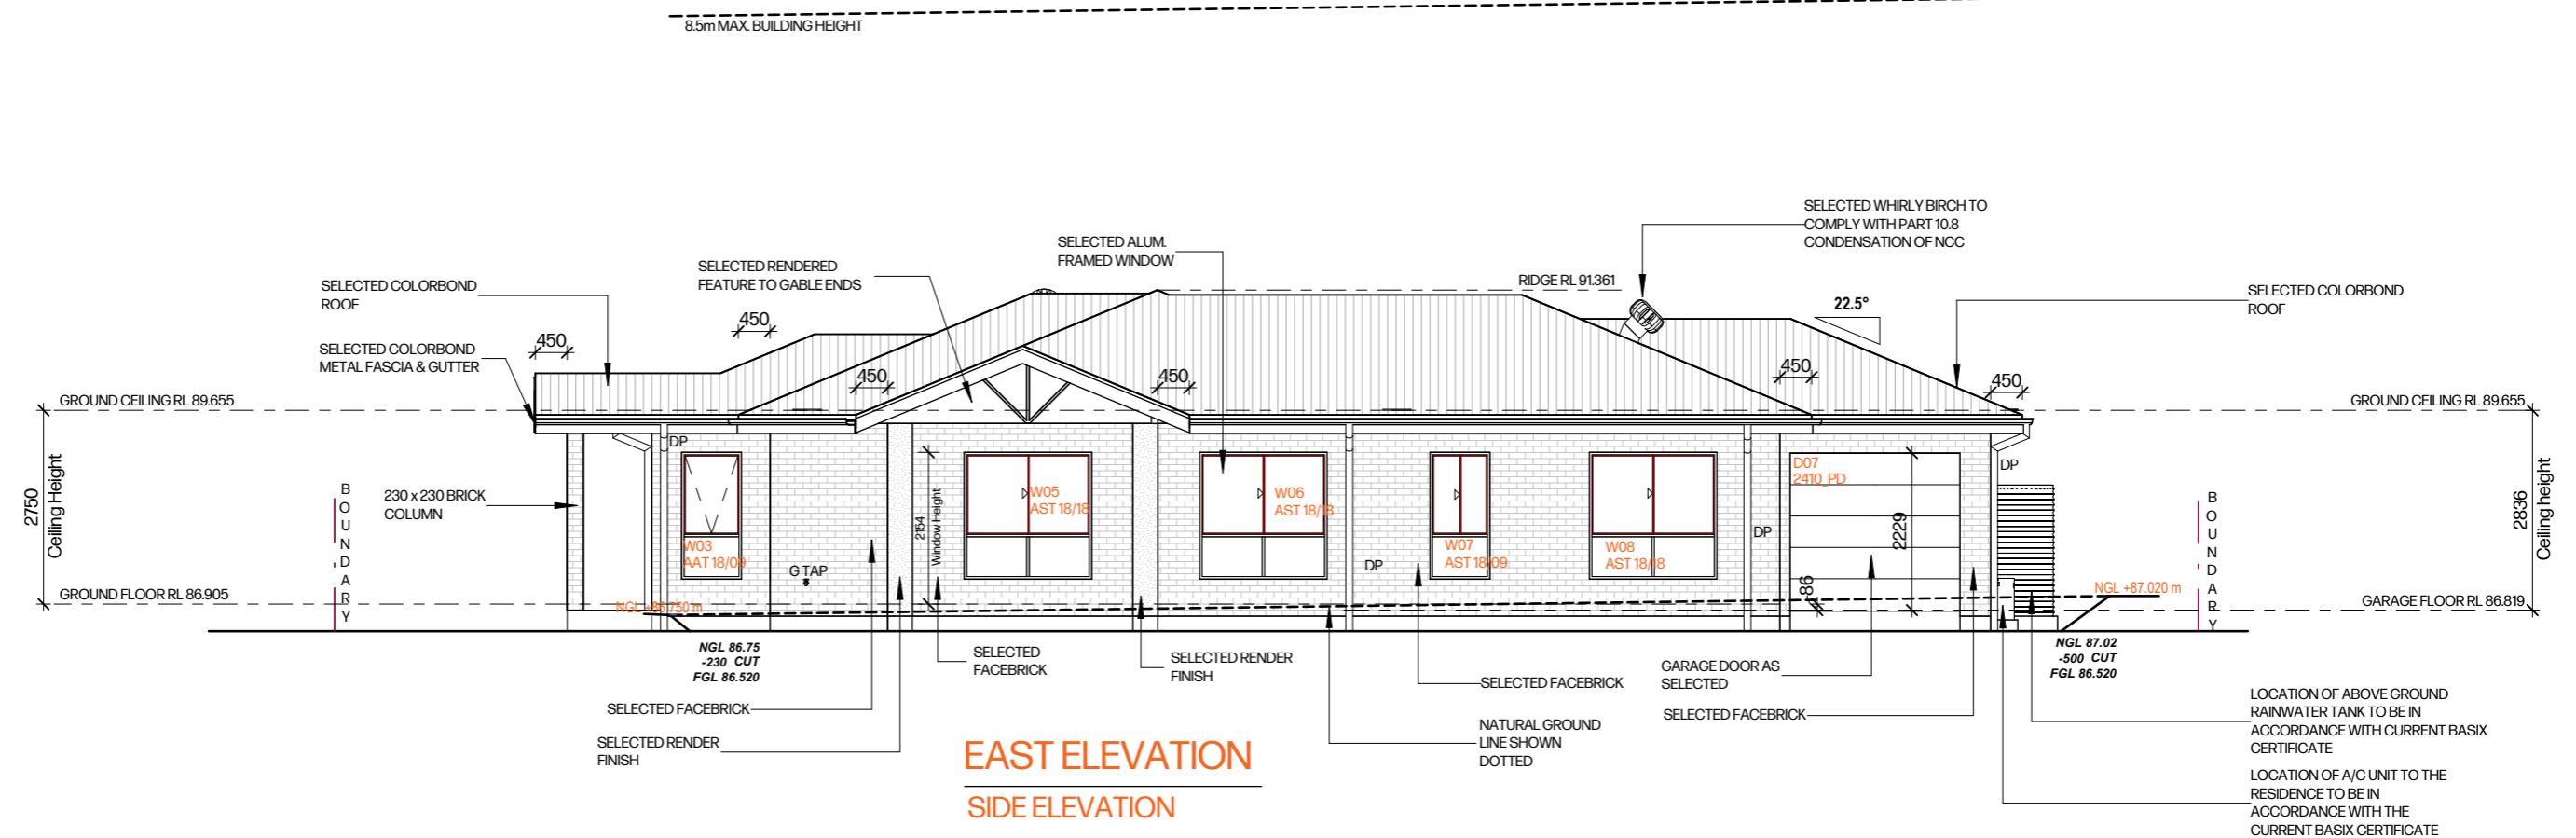 8.5m MAX. BUILDING HEIGHT
SELECTED WHIRLY BIRCH TO
COMPLY WITH PART 10.8
CONDENSATION OF NCC
SELECTED ALUM.
FRAMED WINDOW
SELECTED RENDERED
FEATURE TO GABLE ENDS
RIDGE RL 91.361
SELECTED COLORBOND
ROOF
22.5°
SELECTED COLORBOND
ROOF
450
450
SELECTED COLORBOND
METAL FASCIA & GUTTER
450
450
450
450
GROUND CEILING RL 89.655
GROUND CEILING RL 89.655
2750
Ceiling Height
BOUNDARY
230 x 230 BRICK
COLUMN
DP
W03
AAT 18/09
G TAP
2154
Window Height
W05
AST 18/18
W06
AST 18/18
DP
W07
AST 18/09
W08
AST 18/18
DP
D07
2410_PD
2229
86
DP
BOUNDARY
2836
Ceiling height
GROUND FLOOR RL 86.905
NGL +86.750 m
NGL +87.020 m
GARAGE FLOOR RL 86.819
NGL 86.75
-230 CUT
FGL 86.520
NGL 87.02
-500 CUT
FGL 86.520
SELECTED
FACEBRICK
SELECTED RENDER
FINISH
GARAGE DOOR AS
SELECTED
SELECTED FACEBRICK
SELECTED FACEBRICK
SELECTED FACEBRICK
SELECTED RENDER
FINISH
NATURAL GROUND
LINE SHOWN
DOTTED
LOCATION OF ABOVE GROUND
RAINWATER TANK TO BE IN
ACCORDANCE WITH CURRENT BASIX
CERTIFICATE
LOCATION OF A/C UNIT TO THE
RESIDENCE TO BE IN
ACCORDANCE WITH THE
CURRENT BASIX CERTIFICATE
EAST ELEVATION
SIDE ELEVATION